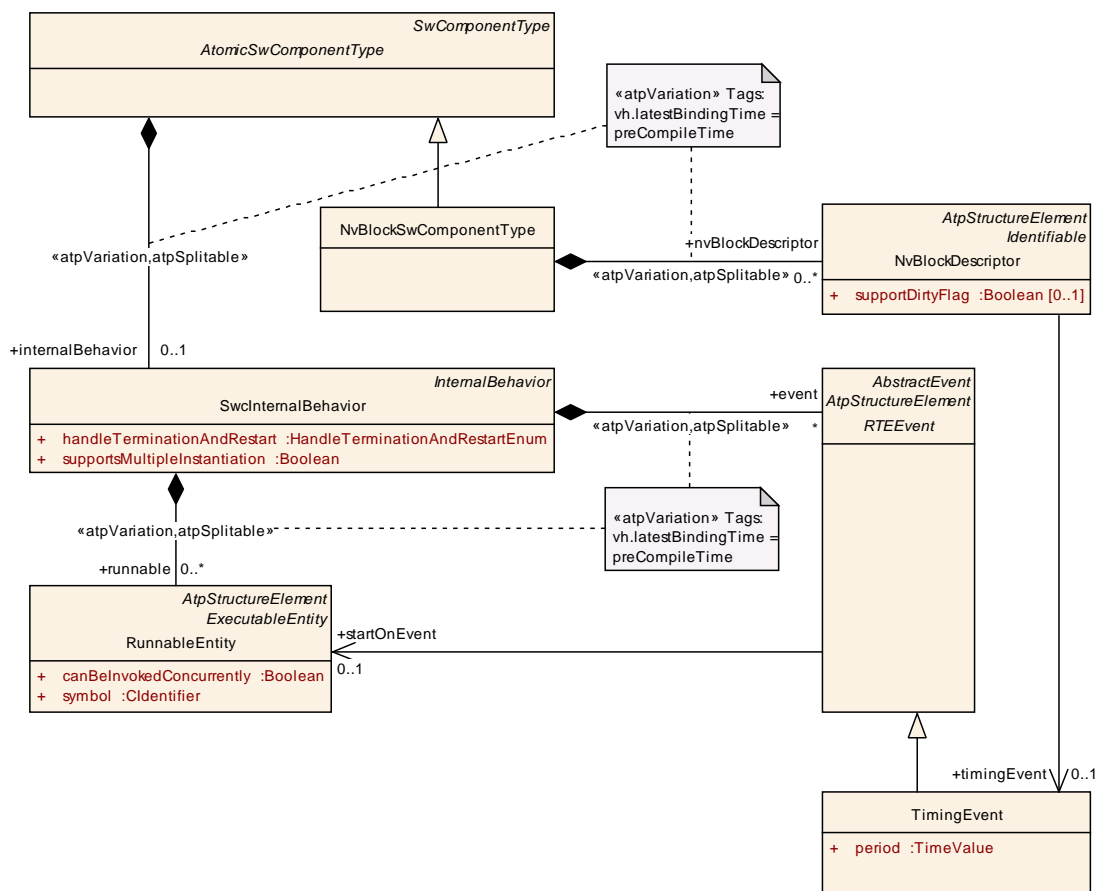 SwComponentType
AtomicSwComponentType
«atpVariation» Tags:
vh.latestBindingTime =
preCompileTime
NvBlockSwComponentType
AtpStructureElement
Identifiable
NvBlockDescriptor
+ supportDirtyFlag :Boolean [0..1]
+nvBlockDescriptor
«atpVariation,atpSplitable»
0..*
«atpVariation,atpSplitable»
+internalBehavior
0..1
InternalBehavior
SwcInternalBehavior
+ handleTerminationAndRestart :HandleTerminationAndRestartEnum
+ supportsMultipleInstantiation :Boolean
+event
«atpVariation,atpSplitable»
*
AbstractEvent
AtpStructureElement
RTEEvent
«atpVariation» Tags:
vh.latestBindingTime =
preCompileTime
«atpVariation,atpSplitable»
+runnable
0..*
AtpStructureElement
ExecutableEntity
RunnableEntity
+ canBeInvokedConcurrently :Boolean
+ symbol :CIdentifier
+startOnEvent
0..1
+timingEvent
0..1
TimingEvent
+ period :TimeValue